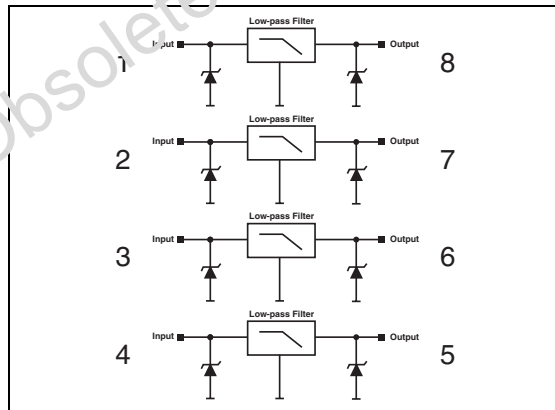 Obsolete
Low-pass Filter
Input Output
1 8
Low-pass Filter
Input Output
2 7
Low-pass Filter
Input Output
3 6
Low-pass Filter
Input Output
4 5